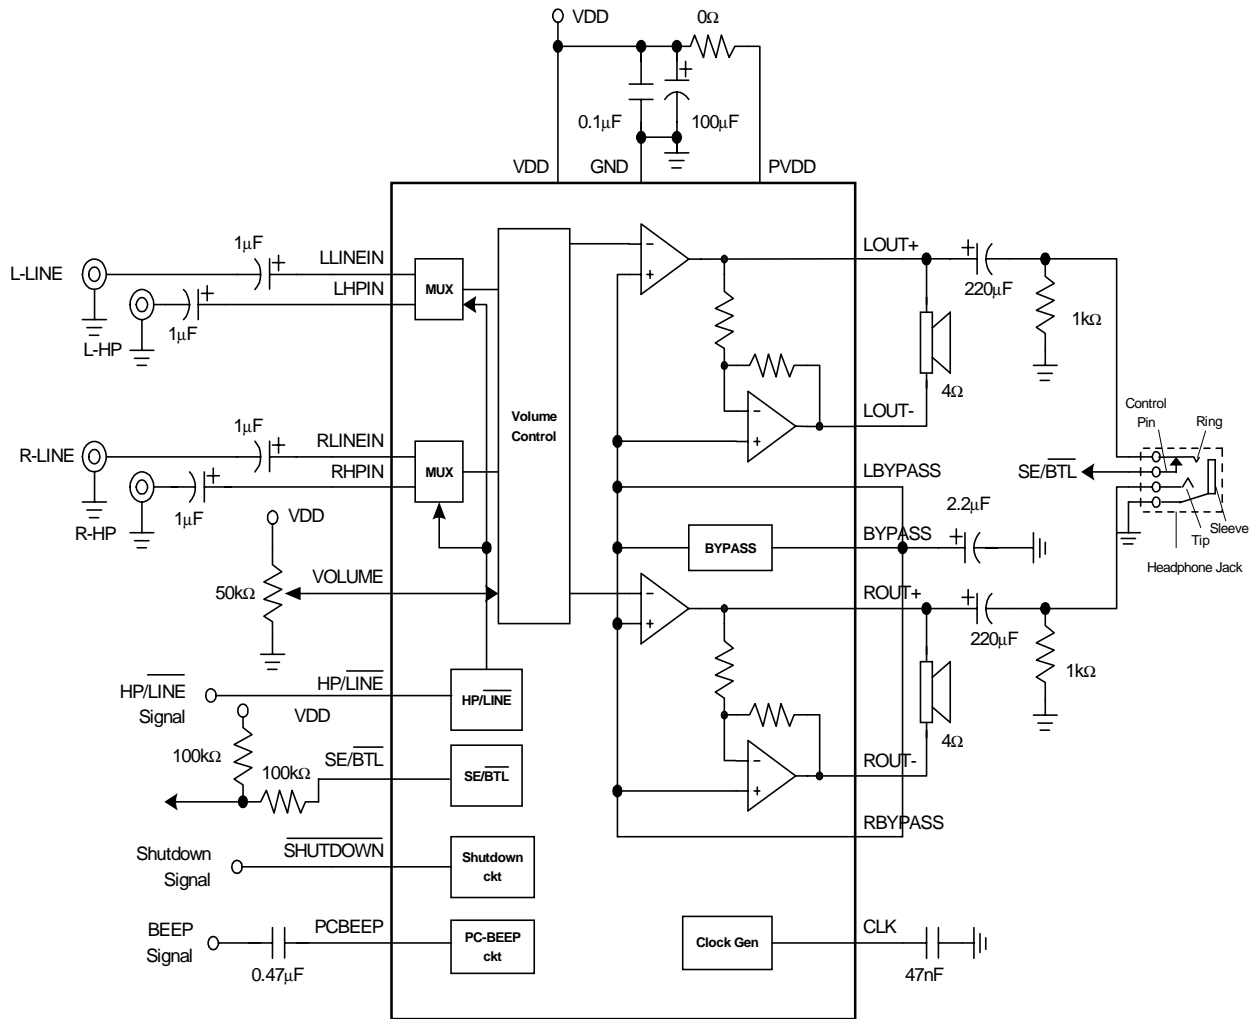 VDD
0Ω
0.1μF
100μF
VDD
GND
PVDD
L-LINE
1μF
LLINEIN
LHPIN
MUX
L-HP
1μF
LOUT+
220μF
1kΩ
4Ω
LOUT-
Volume
Control
R-LINE
1μF
RLINEIN
RHPIN
MUX
R-HP
1μF
Control
Pin
Ring
SE/BTL
Tip
Sleeve
Headphone Jack
LBYPASS
2.2μF
BYPASS
BYPASS
VDD
50kΩ
VOLUME
ROUT+
220μF
1kΩ
4Ω
ROUT-
RBYPASS
HP/LINE
Signal
HP/LINE
HP/LINE
VDD
100kΩ
100kΩ
SE/BTL
SE/BTL
Shutdown
Signal
SHUTDOWN
Shutdown
ckt
BEEP
Signal
0.47μF
PCBEEP
PC-BEEP
ckt
Clock Gen
CLK
47nF